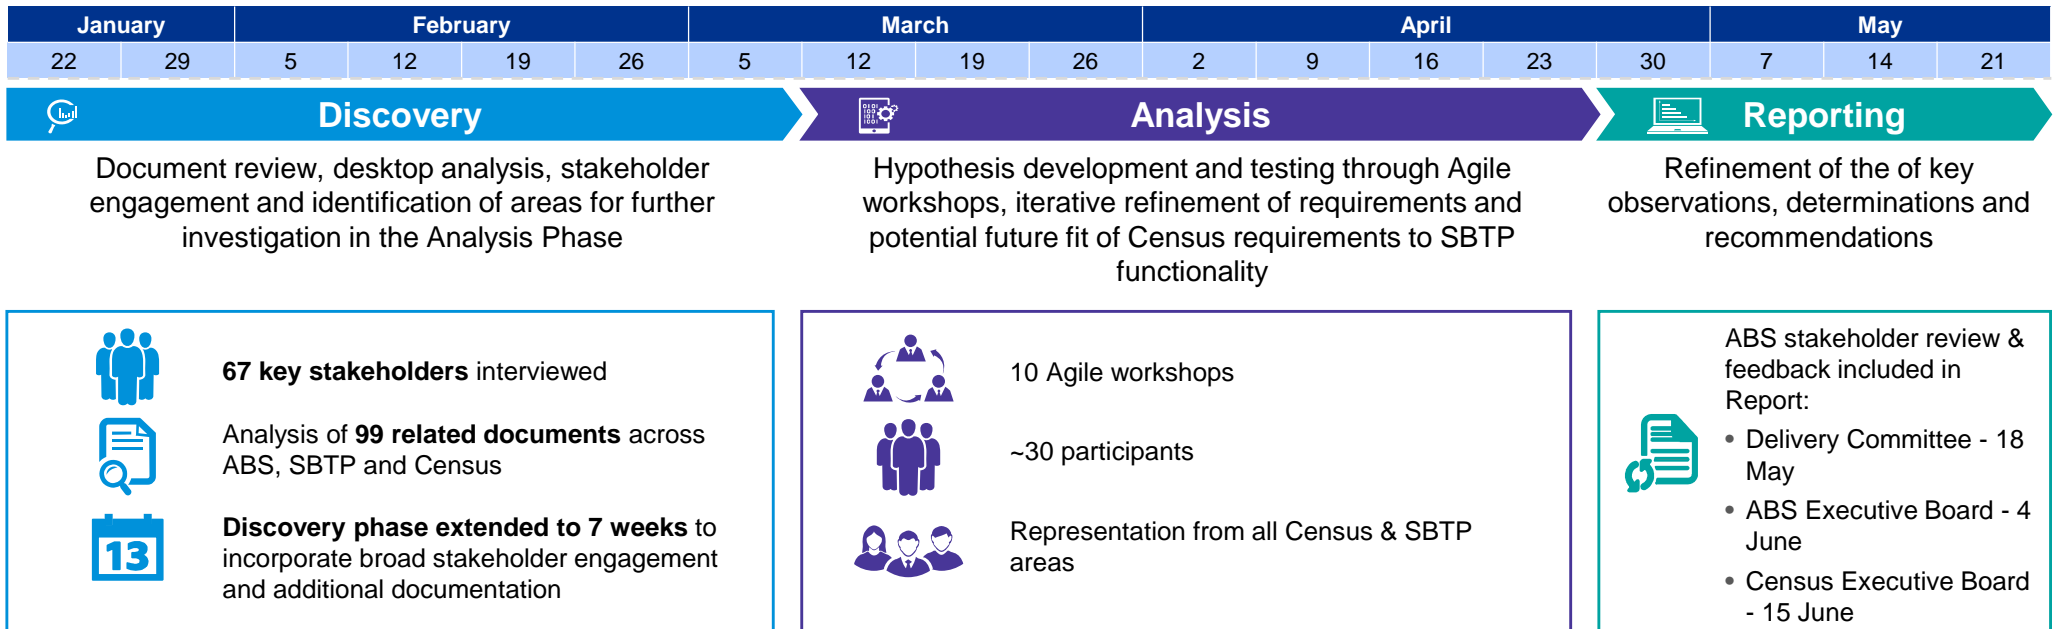 January February March April May
22 29 5 12 19 26 5 12 19 26 2 9 16 23 30 7 14 21
Discovery
Analysis
Reporting
Document review, desktop analysis, stakeholder
engagement and identification of areas for further
investigation in the Analysis Phase
Hypothesis development and testing through Agile
workshops, iterative refinement of requirements and
potential future fit of Census requirements to SBTP
functionality
Refinement of the of key
observations, determinations and
recommendations
67 key stakeholders interviewed
Analysis of 99 related documents across
ABS, SBTP and Census
13
Discovery phase extended to 7 weeks to
incorporate broad stakeholder engagement
and additional documentation
10 Agile workshops
~30 participants
Representation from all Census & SBTP
areas
ABS stakeholder review &
feedback included in
Report:
• Delivery Committee - 18
May
• ABS Executive Board - 4
June
• Census Executive Board
- 15 June